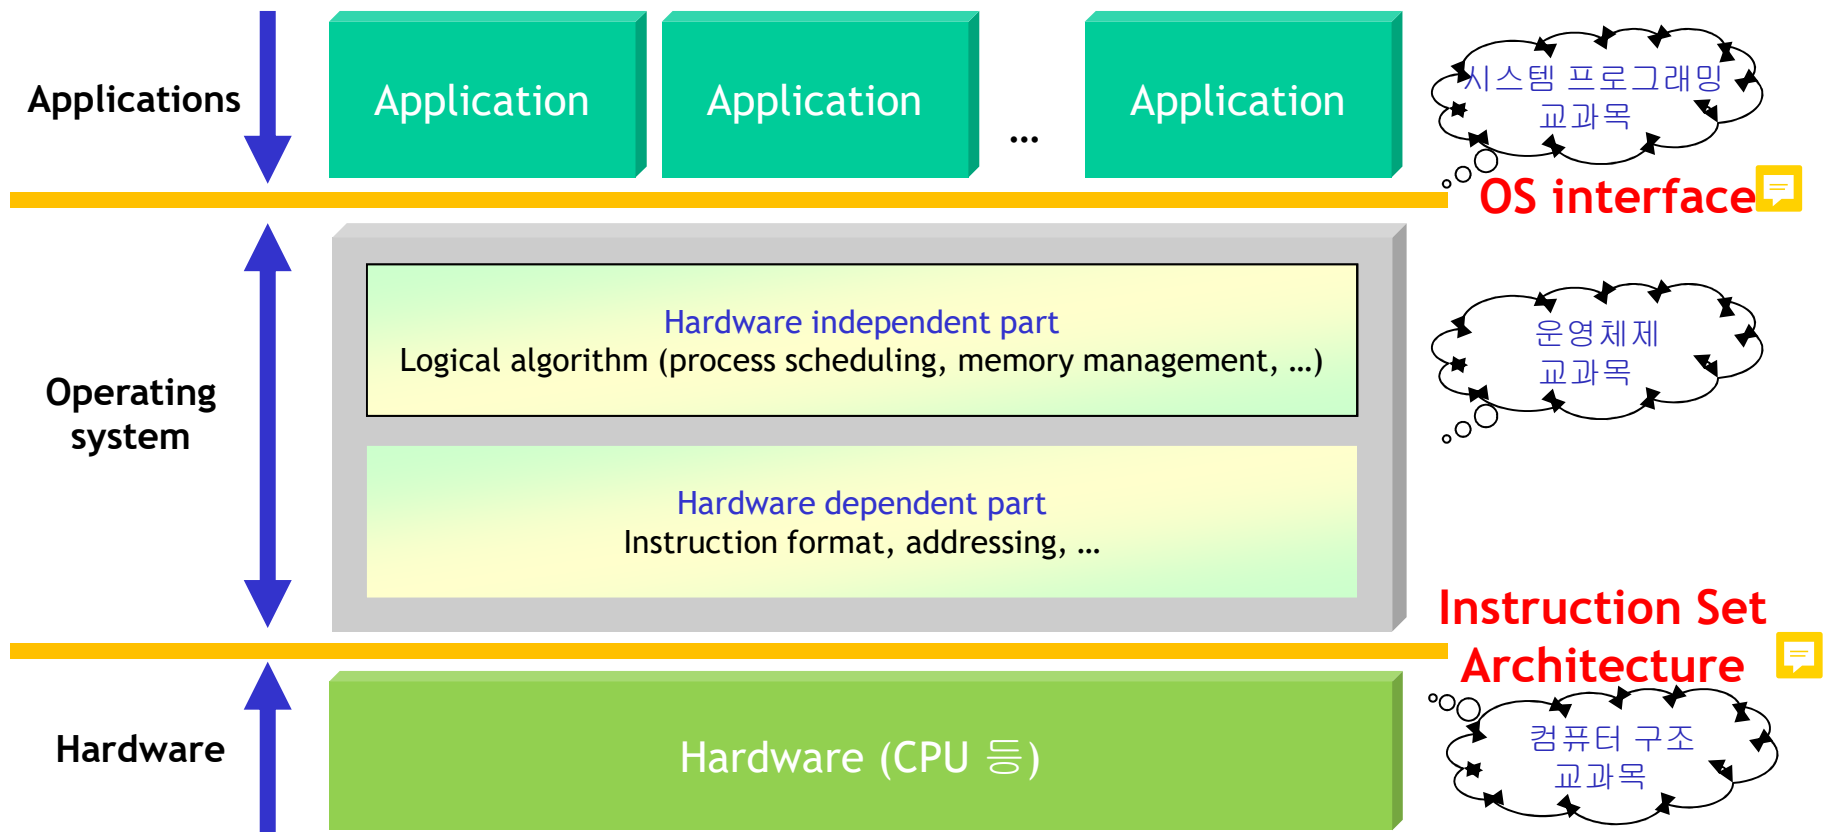 Applications
Application
Application
...
Application
시스템 프로그래밍
교과목
OS interface
Operating
system
Hardware independent part
Logical algorithm (process scheduling, memory management, …)
운영체제
교과목
Hardware dependent part
Instruction format, addressing, …
Instruction Set
Architecture
Hardware
Hardware (CPU 등)
컴퓨터 구조
교과목